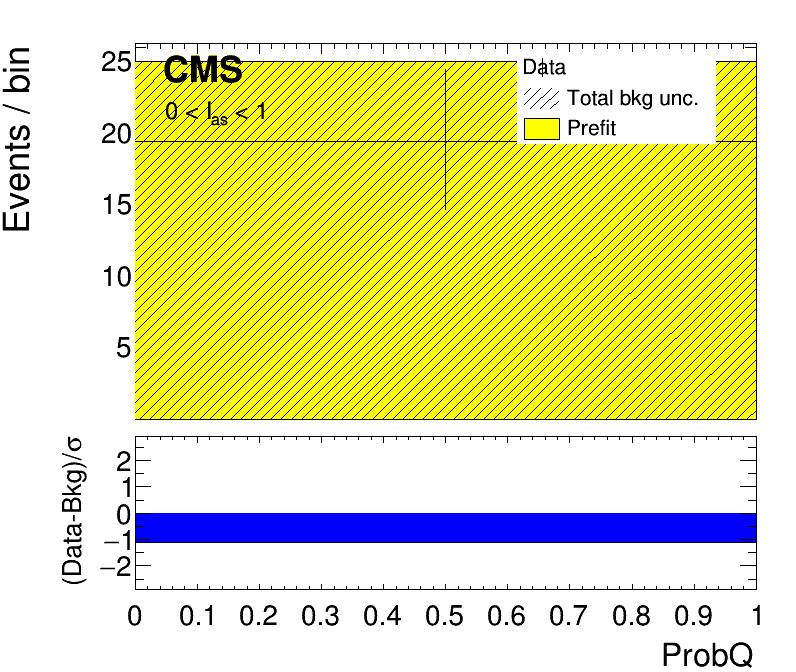 Events / bin
25
20
15
10
5
CMS
0 < Ias < 1
Data
Total bkg unc.
Prefit
(Data-Bkg)/σ
2
1
0
−1
−2
0 0.1 0.2 0.3 0.4 0.5 0.6 0.7 0.8 0.9 1
ProbQ